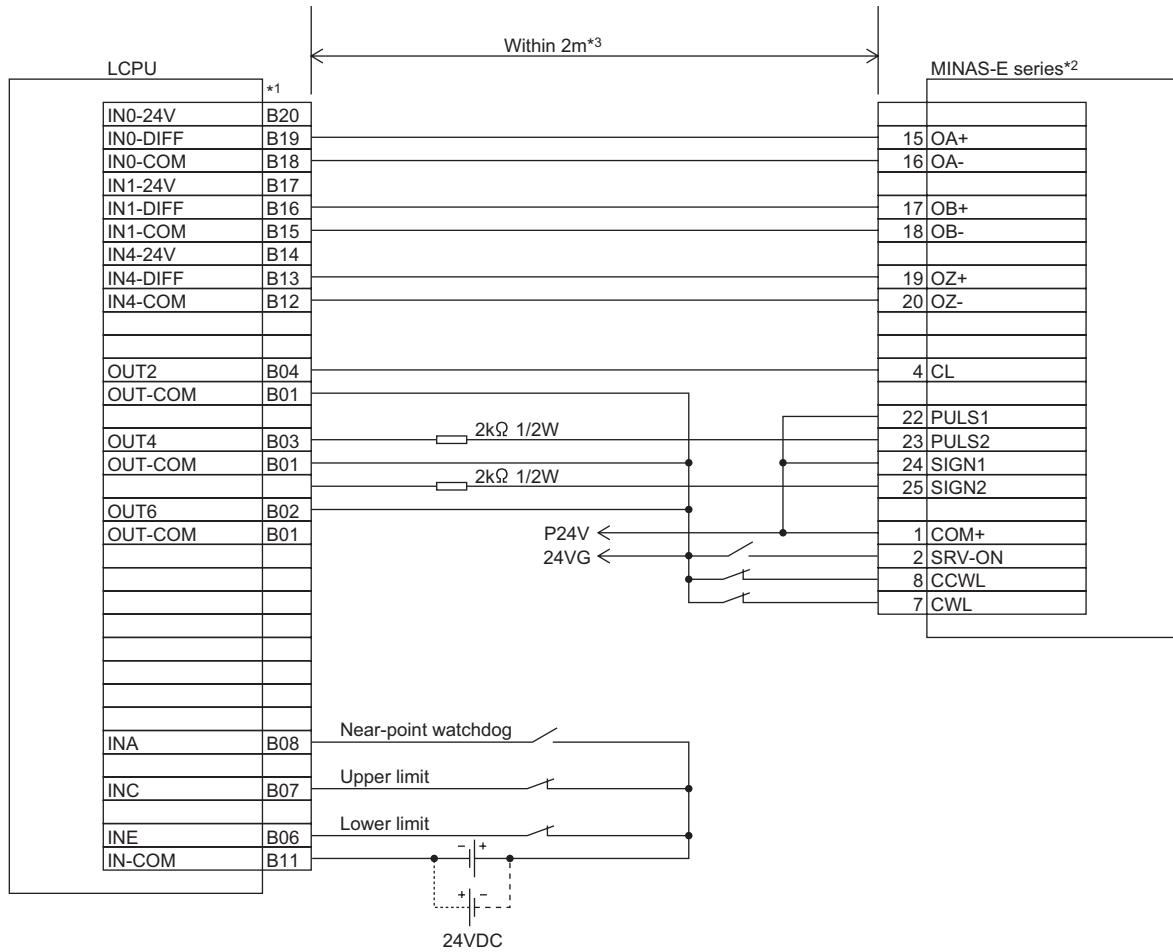 Within 2m*3
LCPU
MINAS-E series*2
*1
IN0-24V B20
IN0-DIFF B19 15 OA+
IN0-COM B18 16 OA-
IN1-24V B17
IN1-DIFF B16 17 OB+
IN1-COM B15 18 OB-
IN4-24V B14
IN4-DIFF B13 19 OZ+
IN4-COM B12 20 OZ-
OUT2 B04 4 CL
OUT-COM B01
22 PULS1
OUT4 B03 2kΩ 1/2W 23 PULS2
OUT-COM B01 24 SIGN1
2kΩ 1/2W 25 SIGN2
OUT6 B02
OUT-COM B01 P24V 1 COM+
24VG 2 SRV-ON
8 CCWL
7 CWL
INA B08 Near-point watchdog
INC B07 Upper limit
INE B06 Lower limit
IN-COM B11 - +
+ -
24VDC